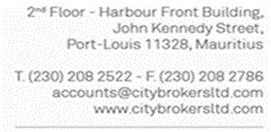 2nd Floor - Harbour Front Building,
John Kennedy Street,
Port-Louis 11328, Mauritius
T. (230) 208 2522 - F. (230) 208 2786
accounts@citybrokersltd.com
www.citybrokersltd.com